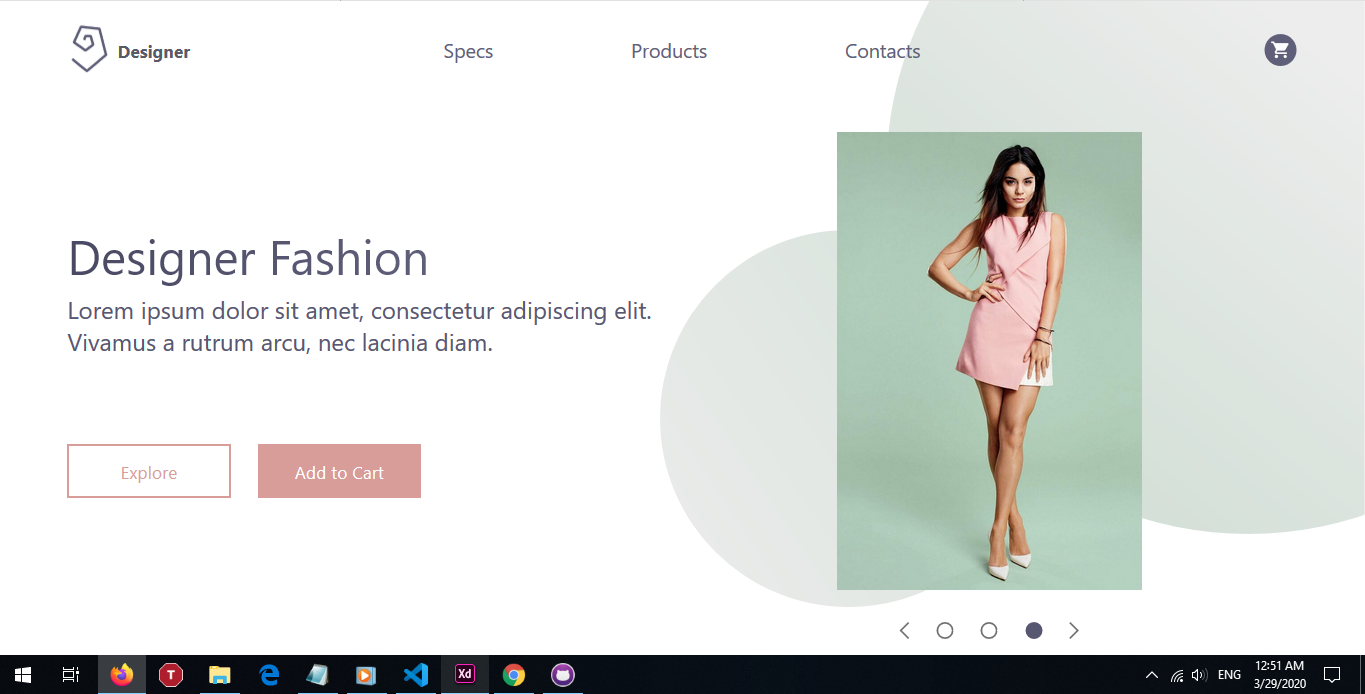 Designer
Specs
Products
Contacts
Designer Fashion
Lorem ipsum dolor sit amet, consectetur adipiscing elit.
Vivamus a rutrum arcu, nec lacinia diam.
Explore
Add to Cart
T
Xd
ENG
12:51 AM
3/29/2020